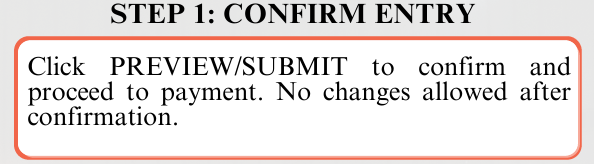 STEP 1: CONFIRM ENTRY
Click PREVIEW/SUBMIT to confirm and
proceed to payment. No changes allowed after
confirmation.